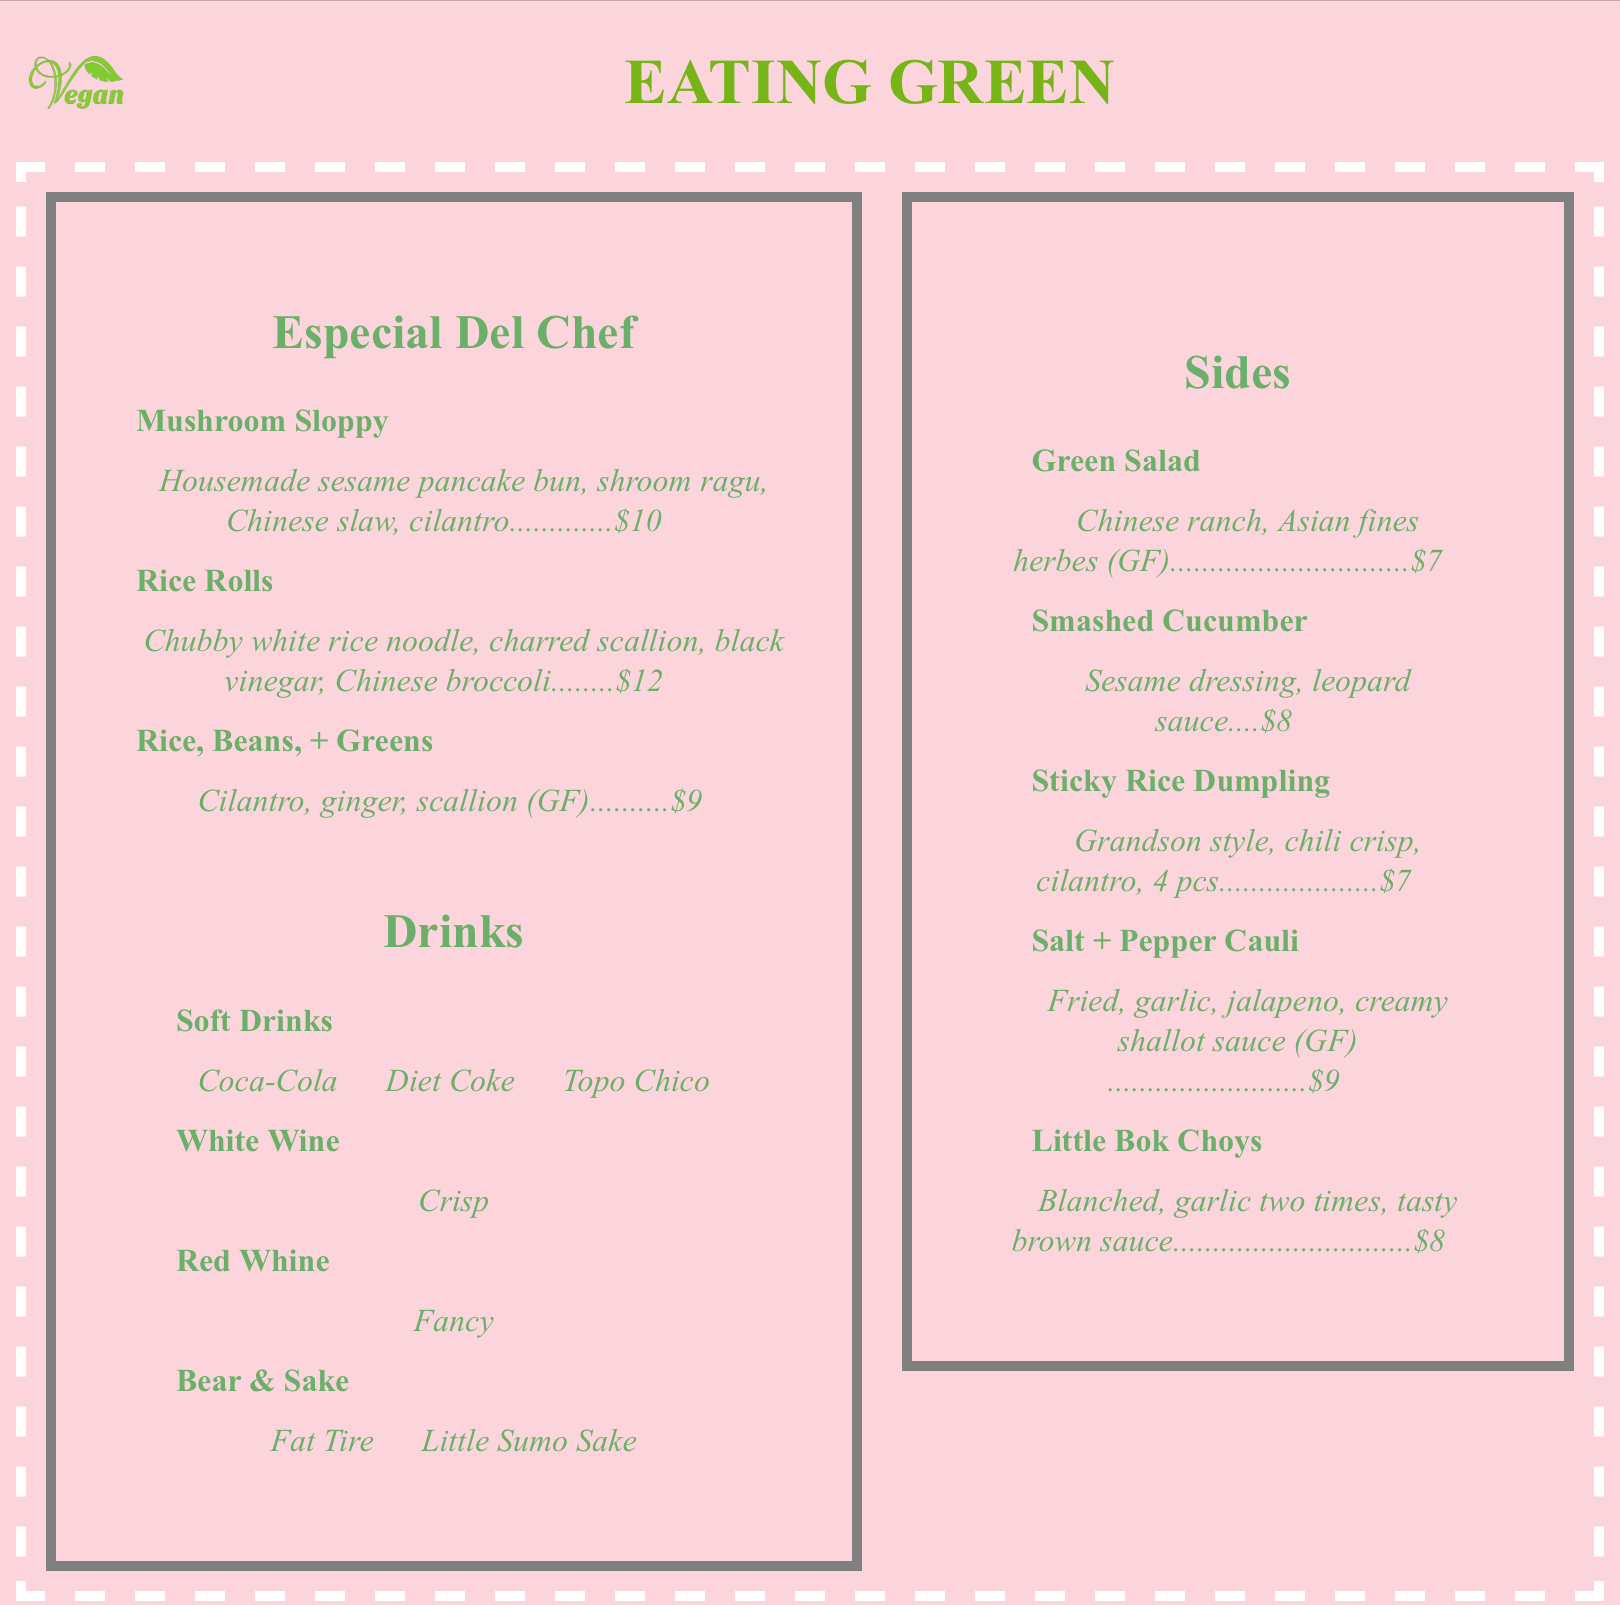 Vegan
EATING GREEN
Especial Del Chef
Mushroom Sloppy
Housemade sesame pancake bun, shroom ragu,
Chinese slaw, cilantro.............$10
Rice Rolls
Chubby white rice noodle, charred scallion, black
vinegar, Chinese broccoli........$12
Rice, Beans, + Greens
Cilantro, ginger, scallion (GF)..........$9
Drinks
Soft Drinks
Coca-Cola Diet Coke Topo Chico
White Wine
Crisp
Red Whine
Fancy
Bear & Sake
Fat Tire Little Sumo Sake
Sides
Green Salad
Chinese ranch, Asian fines
herbes (GF)..............................$7
Smashed Cucumber
Sesame dressing, leopard
sauce....$8
Sticky Rice Dumpling
Grandson style, chili crisp,
cilantro, 4 pcs....................$7
Salt + Pepper Cauli
Fried, garlic, jalapeno, creamy
shallot sauce (GF)
.........................$9
Little Bok Choys
Blanched, garlic two times, tasty
brown sauce..............................$8